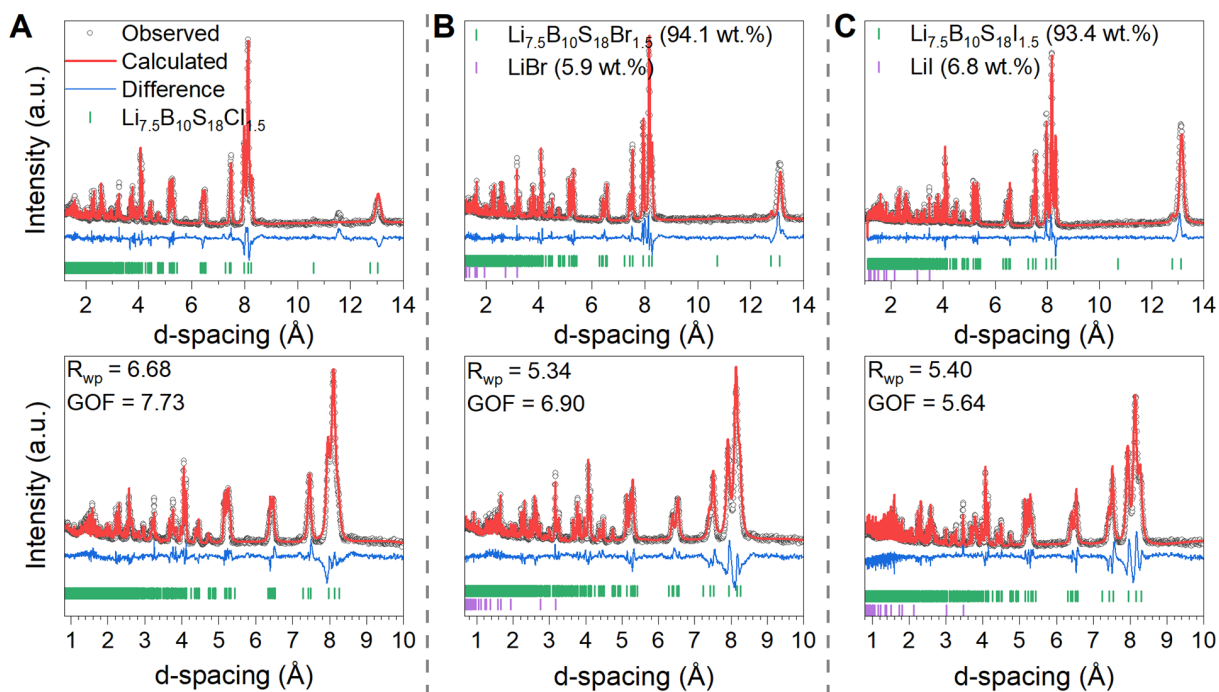 A
Observed
Calculated
Difference
Li7.5B10S18Cl1.5
Intensity (a.u.)
2 4 6 8 10 12 14
d-spacing (Å)
B
Li7.5B10S18Br1.5 (94.1 wt.%)
LiBr (5.9 wt.%)
2 4 6 8 10 12 14
d-spacing (Å)
C
Li7.5B10S18I1.5 (93.4 wt.%)
LiI (6.8 wt.%)
2 4 6 8 10 12 14
d-spacing (Å)
Rwp = 6.68
GOF = 7.73
Intensity (a.u.)
1 2 3 4 5 6 7 8 9 10
d-spacing (Å)
Rwp = 5.34
GOF = 6.90
1 2 3 4 5 6 7 8 9 10
d-spacing (Å)
Rwp = 5.40
GOF = 5.64
1 2 3 4 5 6 7 8 9 10
d-spacing (Å)